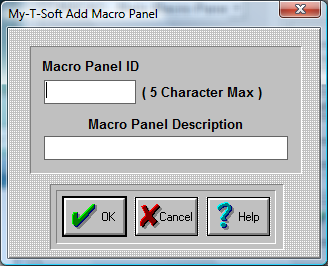 My-T-Soft Add Macro Panel
Macro Panel ID
( 5 Character Max )
Macro Panel Description
OK Cancel Help